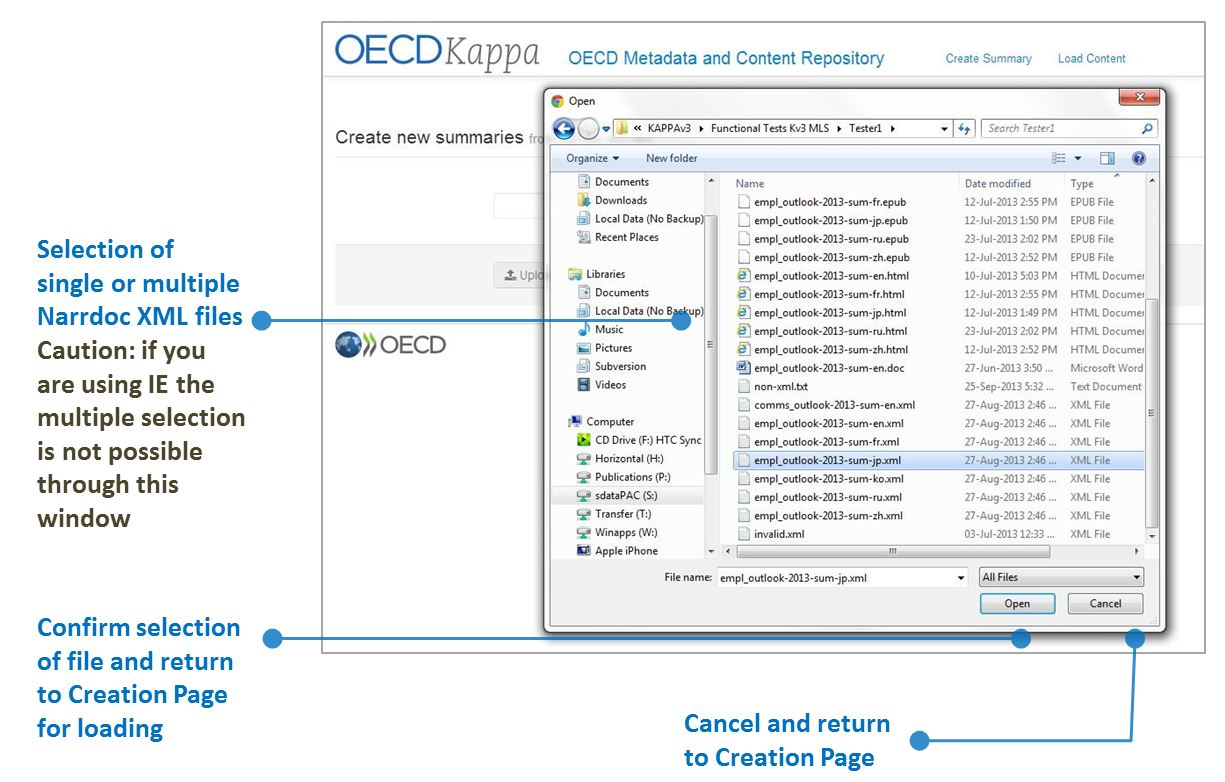 OECD Kappa
OECD Metadata and Content Repository
Create Summary
Load Content
Create new summaries fro
Uplo
OECD
Open
« KAPPAv3 Functional Tests Kv3 MLS Tester1
Search Tester1
Organize
New folder
Documents
Downloads
Local Data (No Backup)
Recent Places
Libraries
Documents
Local Data (No Backup)
Music
Pictures
Subversion
Videos
Computer
CD Drive (F:) HTC Sync
Horizontal (H:)
Publications (P:)
sdataPAC (S:)
Transfer (T:)
Winapps (W:)
Apple iPhone
Name Date modified Type
empl_outlook-2013-sum-fr.epub 12-Jul-2013 2:55 PM EPUB File
empl_outlook-2013-sum-jp.epub 12-Jul-2013 1:50 PM EPUB File
empl_outlook-2013-sum-ru.epub 23-Jul-2013 2:02 PM EPUB File
empl_outlook-2013-sum-zh.epub 12-Jul-2013 2:52 PM EPUB File
empl_outlook-2013-sum-en.html 10-Jul-2013 5:03 PM HTML Documen
empl_outlook-2013-sum-fr.html 12-Jul-2013 2:55 PM HTML Documen
empl_outlook-2013-sum-jp.html 12-Jul-2013 1:49 PM HTML Documen
empl_outlook-2013-sum-ru.html 23-Jul-2013 2:02 PM HTML Documen
empl_outlook-2013-sum-zh.html 12-Jul-2013 2:52 PM HTML Documen
empl_outlook-2013-sum-en.doc 27-Jun-2013 3:50 ... Microsoft Word
non-xml.txt 25-Sep-2013 5:32 ... Text Document
comms_outlook-2013-sum-en.xml 27-Aug-2013 2:46 ... XML File
empl_outlook-2013-sum-en.xml 27-Aug-2013 2:46 ... XML File
empl_outlook-2013-sum-fr.xml 27-Aug-2013 2:46 ... XML File
empl_outlook-2013-sum-jp.xml 27-Aug-2013 2:46 ... XML File
empl_outlook-2013-sum-ko.xml 27-Aug-2013 2:46 ... XML File
empl_outlook-2013-sum-ru.xml 27-Aug-2013 2:46 ... XML File
empl_outlook-2013-sum-zh.xml 27-Aug-2013 2:46 ... XML File
invalid.xml 03-Jul-2013 12:33 ... XML File
File name: empl_outlook-2013-sum-jp.xml
All Files
Open
Cancel
Selection of
single or multiple
Narrdoc XML files
Caution: if you
are using IE the
multiple selection
is not possible
through this
window
Confirm selection
of file and return
to Creation Page
for loading
Cancel and return
to Creation Page